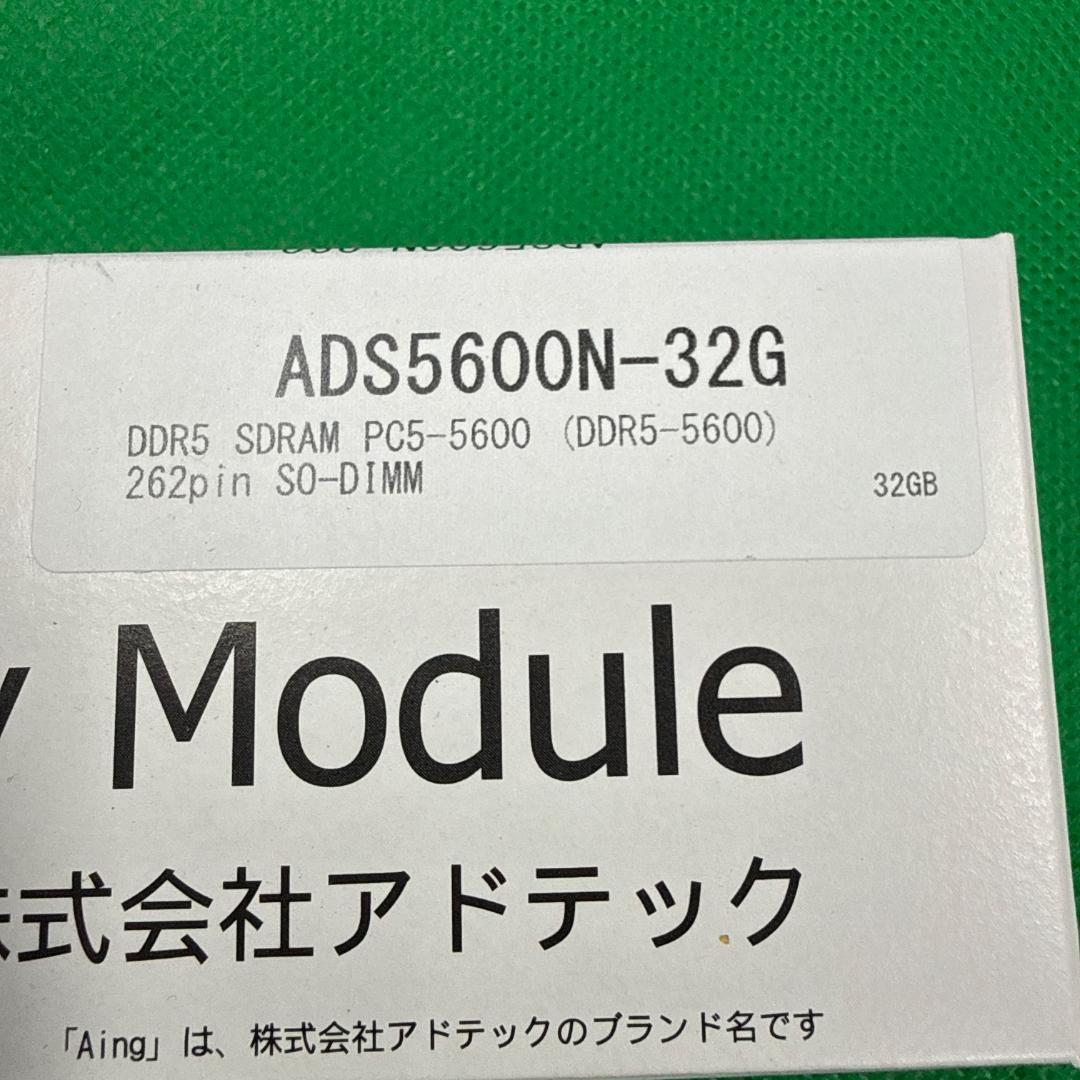 ADS5600N-32G
DDR5 SDRAM PC5-5600 (DDR5-5600)
262pin SO-DIMM
32GB
y Module
株式会社アドテック
「Aing」は、株式会社アドテックのブランド名です